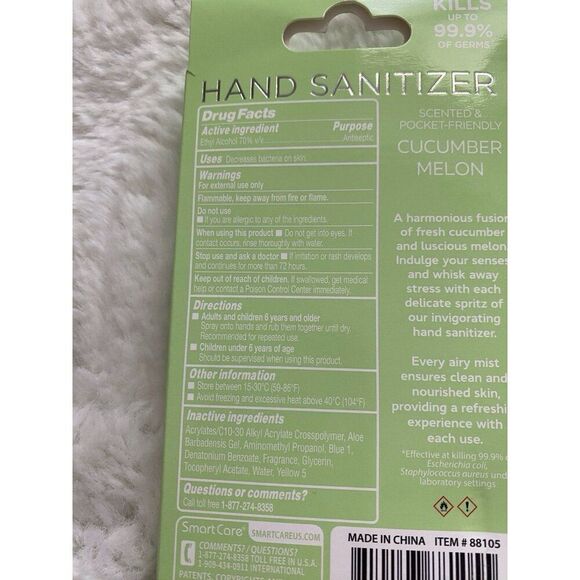 KILLS
UP TO
99.9%
OF GERMS
HAND SANITIZER
Drug Facts
Active ingredient Purpose
Ethyl Alcohol 70% v/v Antiseptic
Uses Decreases bacteria on skin.
Warnings
For external use only
Flammable, keep away from fire or flame.
Do not use
■ If you are allergic to any of the ingredients.
When using this product ■ Do not get into eyes. If
contact occurs, rinse thoroughly with water.
Stop use and ask a doctor ■ If irritation or rash develops
and continues for more than 72 hours.
Keep out of reach of children. If swallowed, get medical
help or contact a Poison Control Center immediately.
Directions
■ Adults and children 6 years and older
Spray onto hands and rub them together until dry.
Recommended for repeated use.
■ Children under 6 years of age
Should be supervised when using this product.
Other information
■ Store between 15-30°C (59-86°F)
■ Avoid freezing and excessive heat above 40°C (104°F)
Inactive ingredients
Acrylates/C10-30 Alkyl Acrylate Crosspolymer, Aloe
Barbadensis Gel, Aminomethyl Propanol, Blue 1,
Denatonium Benzoate, Fragrance, Glycerin,
Tocopheryl Acetate, Water, Yellow 5
Questions or comments?
Call toll free 1-877-274-8358
SCENTED &
POCKET-FRIENDLY
CUCUMBER
MELON
A harmonious fusion
of fresh cucumber
and luscious melon.
Indulge your senses
and whisk away
stress with each
delicate spritz of
our invigorating
hand sanitizer.
Every airy mist
ensures clean and
nourished skin,
providing a refreshi
experience with
each use.
*Effective at killing 99.9% o
Escherichia coli,
Staphylococcus aureus und
laboratory settings
Smart Care SMARTCAREUS.COM
COMMENTS? / QUESTIONS?
1-877-274-8358 TOLL FREE IN U.S.A.
1-909-434-0911 INTERNATIONAL
MADE IN CHINA ITEM # 88105